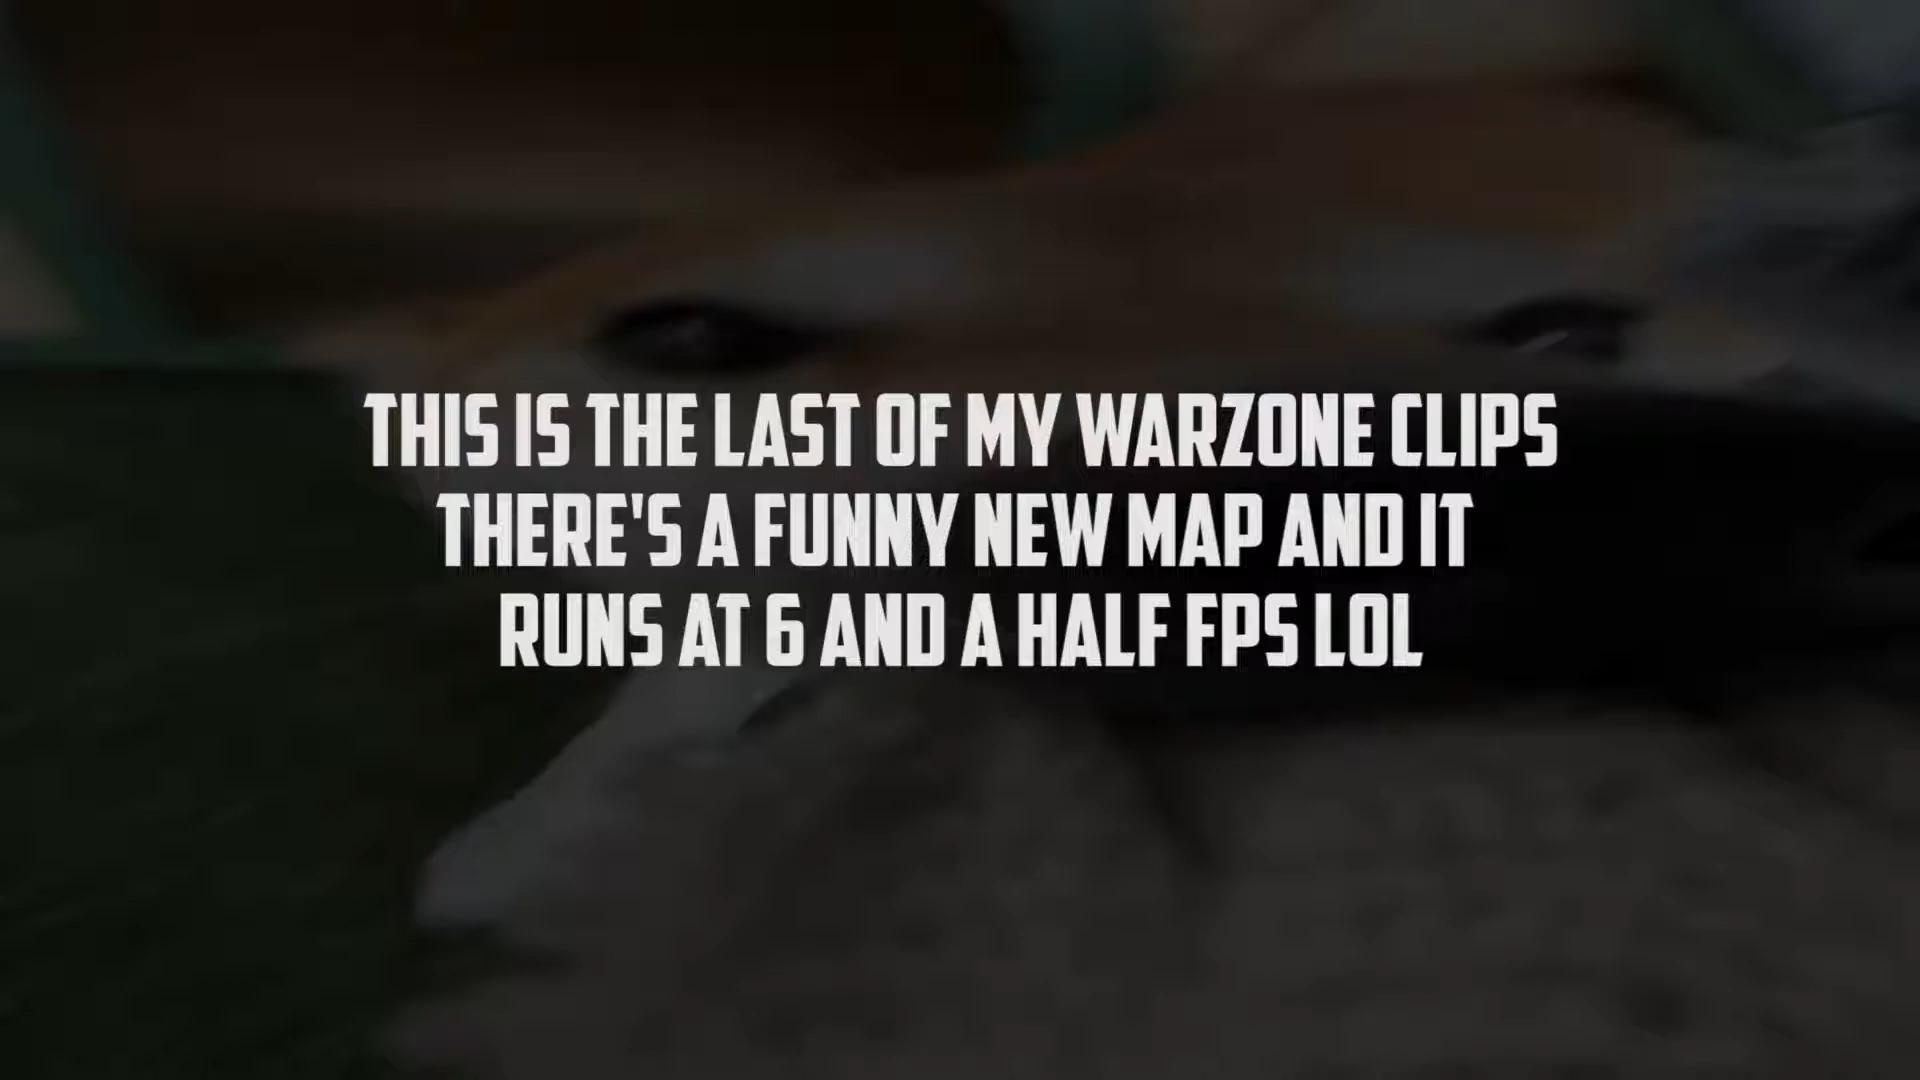 THIS IS THE LAST OF MY WARZONE CLIPS
THERE'S A FUNNY NEW MAP AND IT
RUNS AT 6 AND A HALF FPS LOL